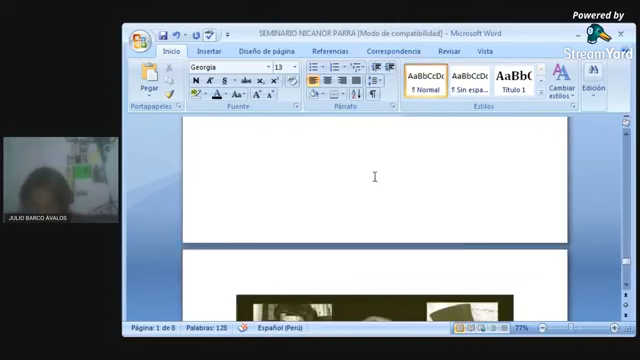 Powered by
StreamYard
SEMINARIO NICANOR PARRA [Modo de compatibilidad] - Microsoft Word
Inicio Insertar Diseño de página Referencias Correspondencia Revisar Vista
Georgia 13
Pegar
N K S
AaBbCcDc AaBbCcDc AaBbC
¶ Normal ¶ Sin espa... Título 1
Cambiar estilos
Edición
Portapapeles Fuente Párrafo Estilos
JULIO BARCO AVALOS
Página: 1 de 8 Palabras: 128 Español (Perú) 77%